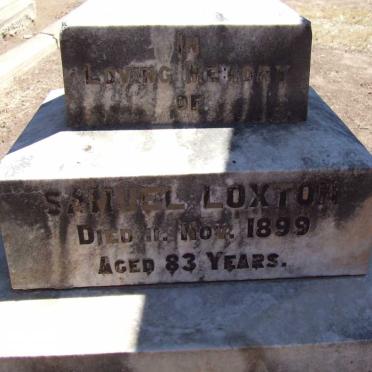 IN
LOVING MEMORY
OF
SAMUEL LOXTON
DIED 11. NOV. 1899
AGED 83 YEARS.